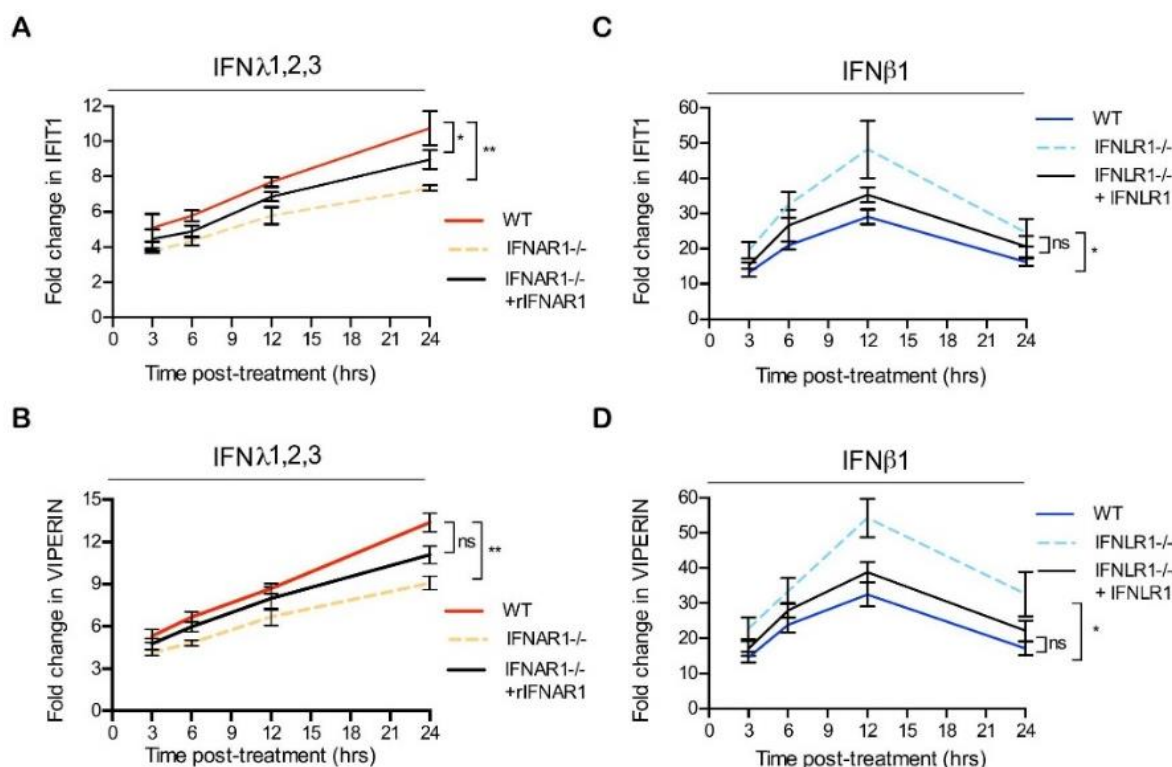 A
IFNλ1,2,3
Fold change in IFIT1
12
10
8
6
4
2
0
0 3 6 9 12 15 18 21 24
Time post-treatment (hrs)
*
**
WT
IFNAR1-/-
IFNAR1-/-
+rIFNAR1
C
IFNβ1
Fold change in IFIT1
60
50
40
30
20
10
0
0 3 6 9 12 15 18 21 24
Time post-treatment (hrs)
WT
IFNLR1-/-
IFNLR1-/-
+ IFNLR1
ns
*
B
IFNλ1,2,3
Fold change in VIPERIN
15
12
9
6
3
0
0 3 6 9 12 15 18 21 24
Time post-treatment (hrs)
ns
**
WT
IFNAR1-/-
IFNAR1-/-
+rIFNAR1
D
IFNβ1
Fold change in VIPERIN
60
50
40
30
20
10
0
0 3 6 9 12 15 18 21 24
Time post-treatment (hrs)
WT
IFNLR1-/-
IFNLR1-/-
+ IFNLR1
ns
*